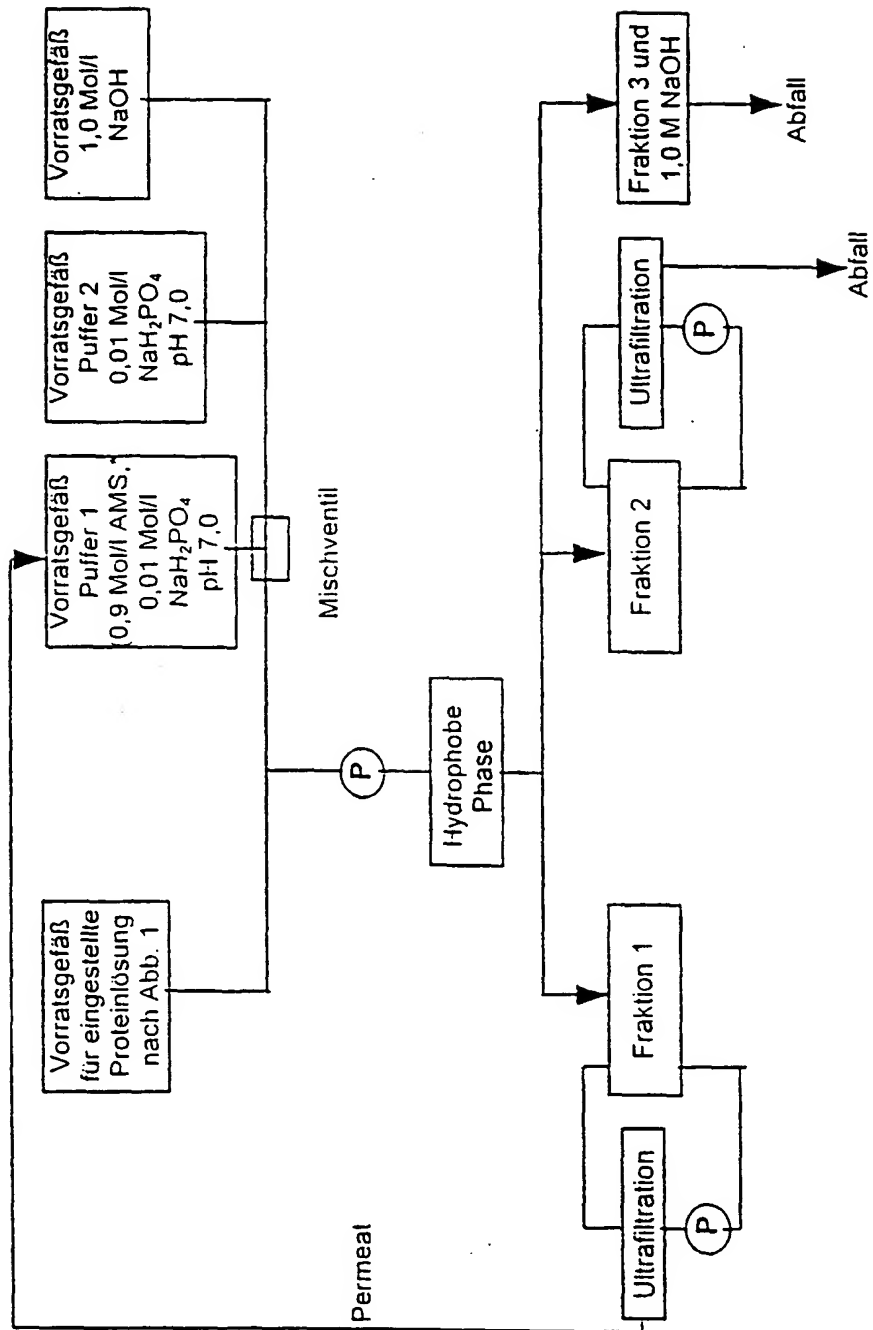 Vorratsgefäß
für eingestellte
Proteinlösung
nach Abb. 1
Vorratsgefäß
Puffer 1
(0,9 Mol/l AMS,
0,01 Mol/l
NaH₂PO₄
pH 7,0
Vorratsgefäß
Puffer 2
0,01 Mol/l
NaH₂PO₄
pH 7,0
Vorratsgefäß
1,0 Mol/l
NaOH
Mischventil
P
Hydrophobe
Phase
Permeat
Ultrafiltration
P
Fraktion 1
Fraktion 2
Ultrafiltration
P
Fraktion 3 und
1,0 M NaOH
Abfall
Abfall